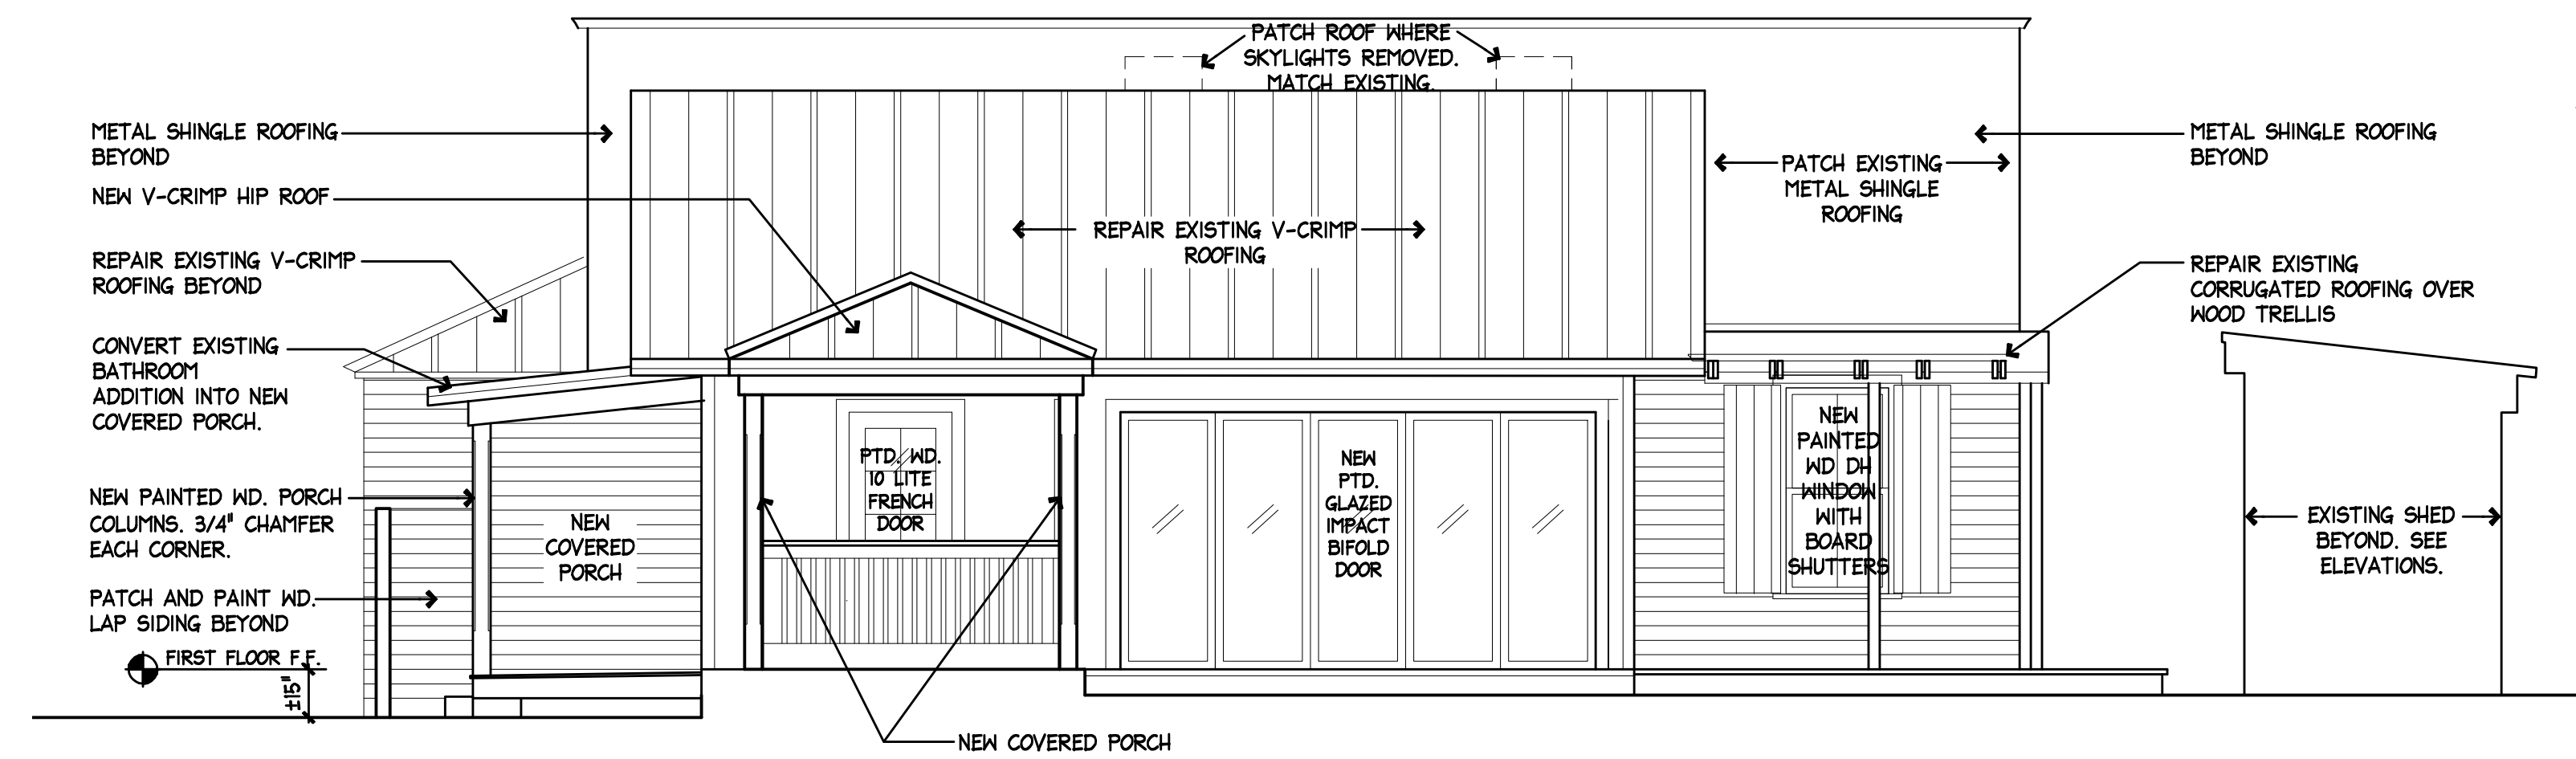 PATCH ROOF WHERE
SKYLIGHTS REMOVED.
MATCH EXISTING.
METAL SHINGLE ROOFING
BEYOND
NEW V-CRIMP HIP ROOF
REPAIR EXISTING V-CRIMP
ROOFING BEYOND
CONVERT EXISTING
BATHROOM
ADDITION INTO NEW
COVERED PORCH.
NEW PAINTED WD. PORCH
COLUMNS. 3/4" CHAMFER
EACH CORNER.
PATCH AND PAINT WD.
LAP SIDING BEYOND
FIRST FLOOR F.F.
±15"
NEW
COVERED
PORCH
REPAIR EXISTING V-CRIMP
ROOFING
PTD. WD.
10 LITE
FRENCH
DOOR
NEW
PTD.
GLAZED
IMPACT
BIFOLD
DOOR
NEW COVERED PORCH
PATCH EXISTING
METAL SHINGLE
ROOFING
NEW
PAINTED
WD DH
WINDOW
WITH
BOARD
SHUTTERS
METAL SHINGLE ROOFING
BEYOND
REPAIR EXISTING
CORRUGATED ROOFING OVER
WOOD TRELLIS
EXISTING SHED
BEYOND. SEE
ELEVATIONS.